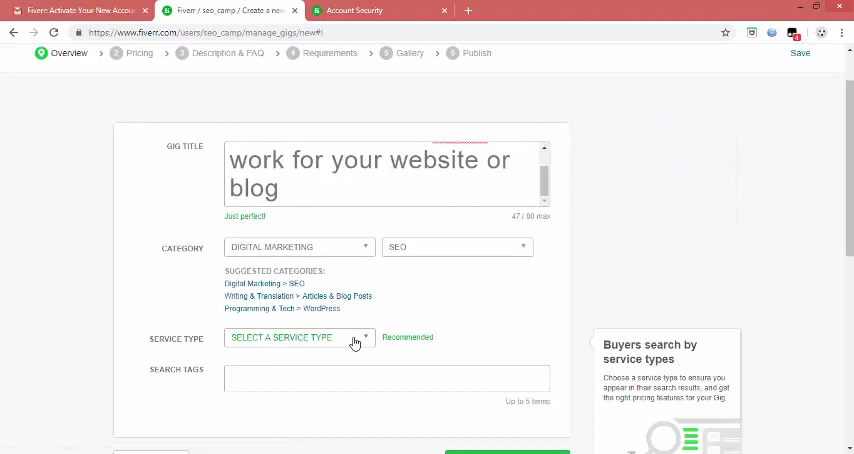 Fiverr Activate Your New Accou
Fiverr / seo_camp / Create a new
Account Security
https://www.fiverr.com/users/seo_camp/manage_gigs/new#
Overview
2 Pricing
3 Description & FAQ
4 Requirements
5 Gallery
6 Publish
Save
GIG TITLE
work for your website or
blog
Just perfect!
47 / 80 max
CATEGORY
DIGITAL MARKETING
SEO
SUGGESTED CATEGORIES:
Digital Marketing > SEO
Writing & Translation > Articles & Blog Posts
Programming & Tech > WordPress
SERVICE TYPE
SELECT A SERVICE TYPE
Recommended
SEARCH TAGS
Up to 5 terms
Buyers search by
service types
Choose a service type to ensure you
appear in their search results, and get
the right pricing features for your Gig.